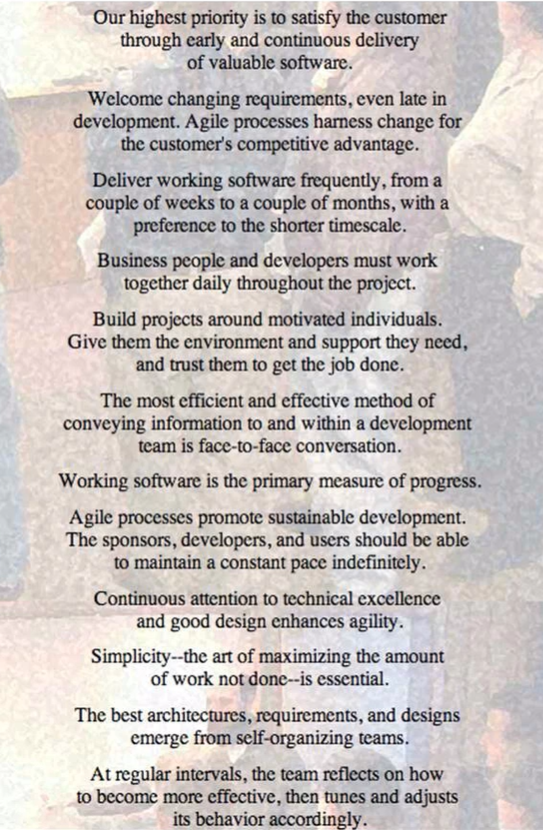 Our highest priority is to satisfy the customer
through early and continuous delivery
of valuable software.
Welcome changing requirements, even late in
development. Agile processes harness change for
the customer's competitive advantage.
Deliver working software frequently, from a
couple of weeks to a couple of months, with a
preference to the shorter timescale.
Business people and developers must work
together daily throughout the project.
Build projects around motivated individuals.
Give them the environment and support they need,
and trust them to get the job done.
The most efficient and effective method of
conveying information to and within a development
team is face-to-face conversation.
Working software is the primary measure of progress.
Agile processes promote sustainable development.
The sponsors, developers, and users should be able
to maintain a constant pace indefinitely.
Continuous attention to technical excellence
and good design enhances agility.
Simplicity--the art of maximizing the amount
of work not done--is essential.
The best architectures, requirements, and designs
emerge from self-organizing teams.
At regular intervals, the team reflects on how
to become more effective, then tunes and adjusts
its behavior accordingly.